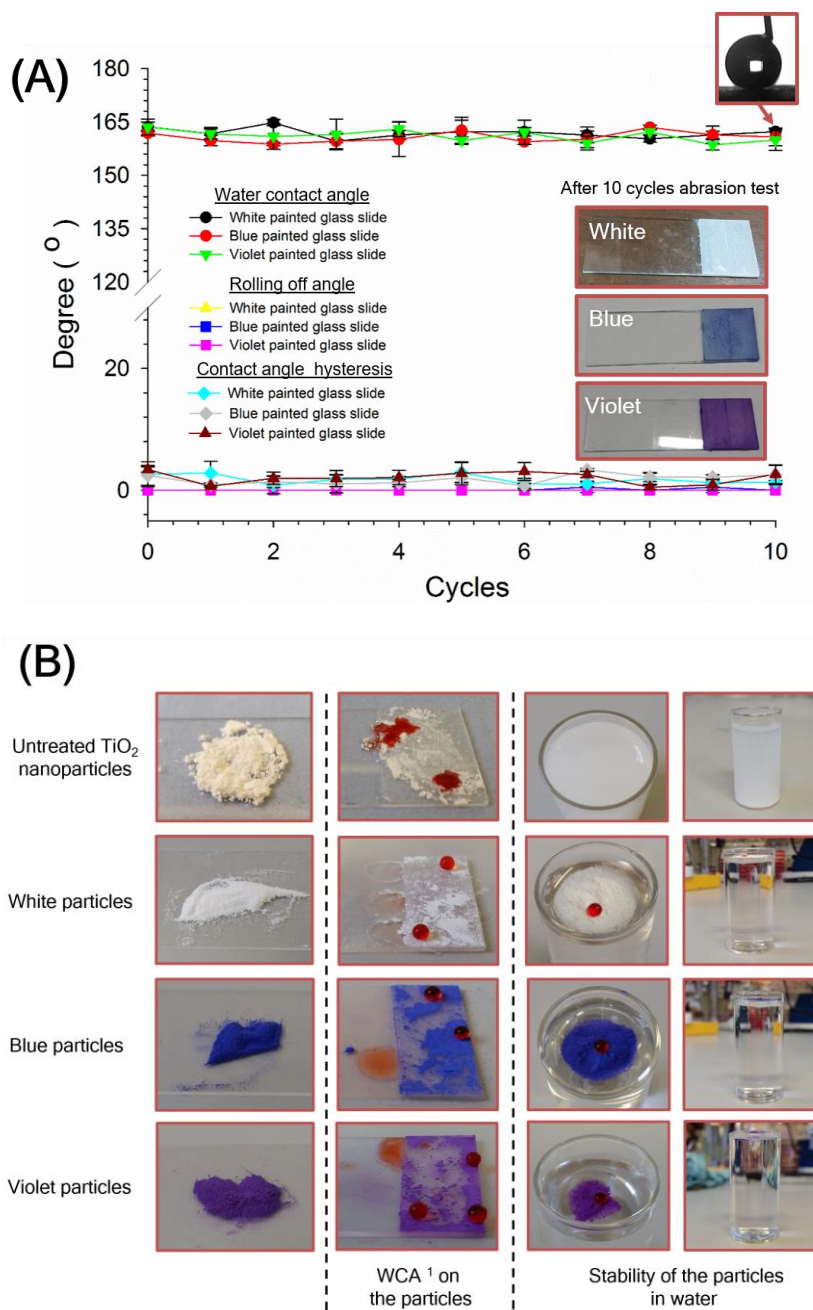 (A)
180
165
150
135
120
20
0
Degree ( o )
Water contact angle
White painted glass slide
Blue painted glass slide
Violet painted glass slide
Rolling off angle
White painted glass slide
Blue painted glass slide
Violet painted glass slide
Contact angle hysteresis
White painted glass slide
Blue painted glass slide
Violet painted glass slide
After 10 cycles abrasion test
White
Blue
Violet
0 2 4 6 8 10
Cycles
(B)
Untreated TiO₂
nanoparticles
White particles
Blue particles
Violet particles
WCA ¹ on
the particles
Stability of the particles
in water